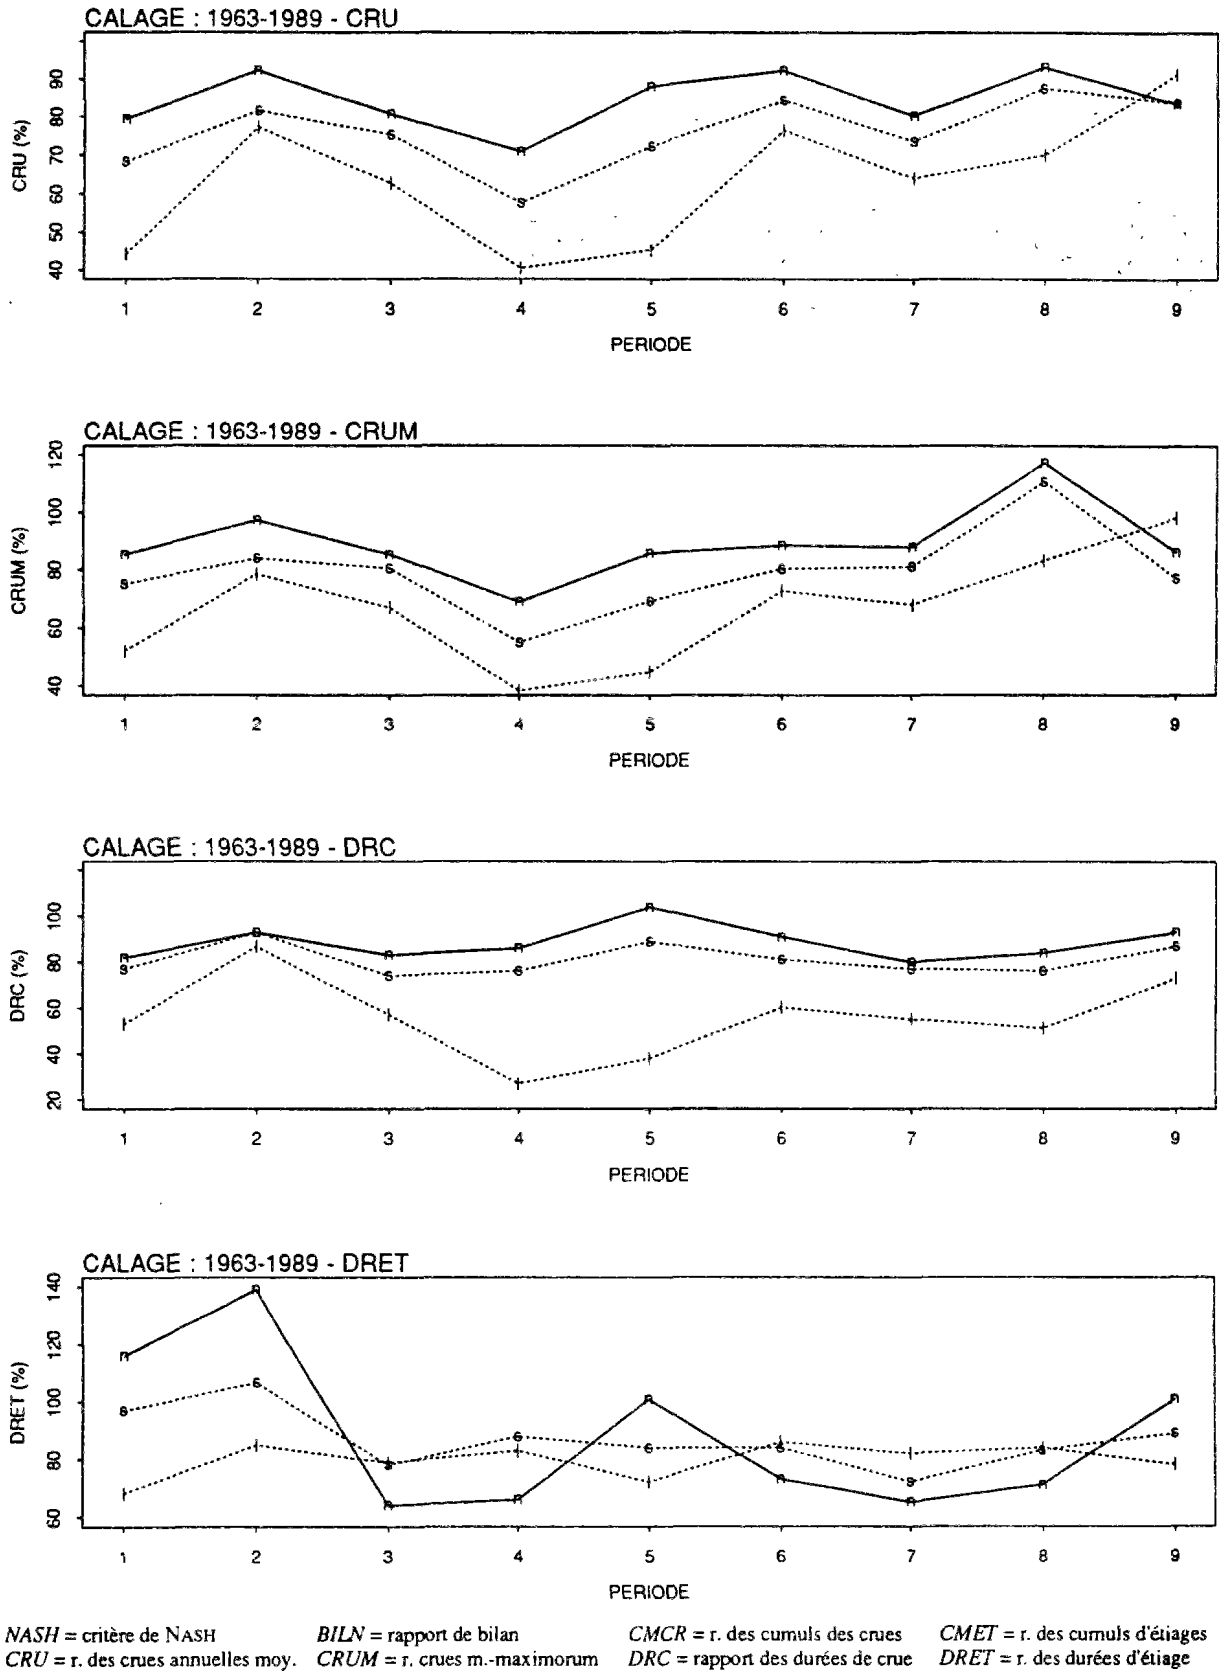 CALAGE : 1963-1989 - CRU
CRU (%)
90
80
70
60
50
40
n n n n n n n n n
s s s s s s s s s
l l l l l l l l l
1 2 3 4 5 6 7 8 9
PERIODE
CALAGE : 1963-1989 - CRUM
CRUM (%)
120
100
80
60
40
n n n n n n n n n
s s s s s s s s s
l l l l l l l l l
1 2 3 4 5 6 7 8 9
PERIODE
CALAGE : 1963-1989 - DRC
DRC (%)
100
80
60
40
20
n n n n n n n n n
s s s s s s s s s
l l l l l l l l l
1 2 3 4 5 6 7 8 9
PERIODE
CALAGE : 1963-1989 - DRET
DRET (%)
140
120
100
80
60
n n n n n n n n n
s s s s s s s s s
l l l l l l l l l
1 2 3 4 5 6 7 8 9
PERIODE
NASH = critère de NASH BILN = rapport de bilan CMCR = r. des cumuls des crues CMET = r. des cumuls d'étiages
CRU = r. des crues annuelles moy. CRUM = r. crues m.-maximorum DRC = rapport des durées de crue DRET = r. des durées d'étiage